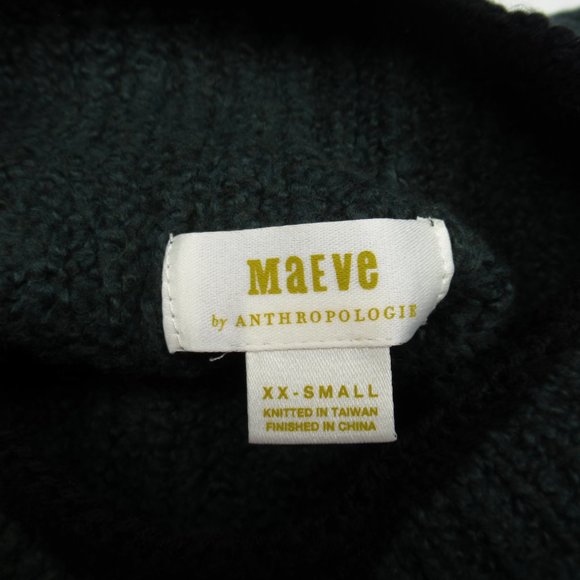 MaEve
by ANTHROPOLOGIE
XX-SMALL
KNITTED IN TAIWAN
FINISHED IN CHINA